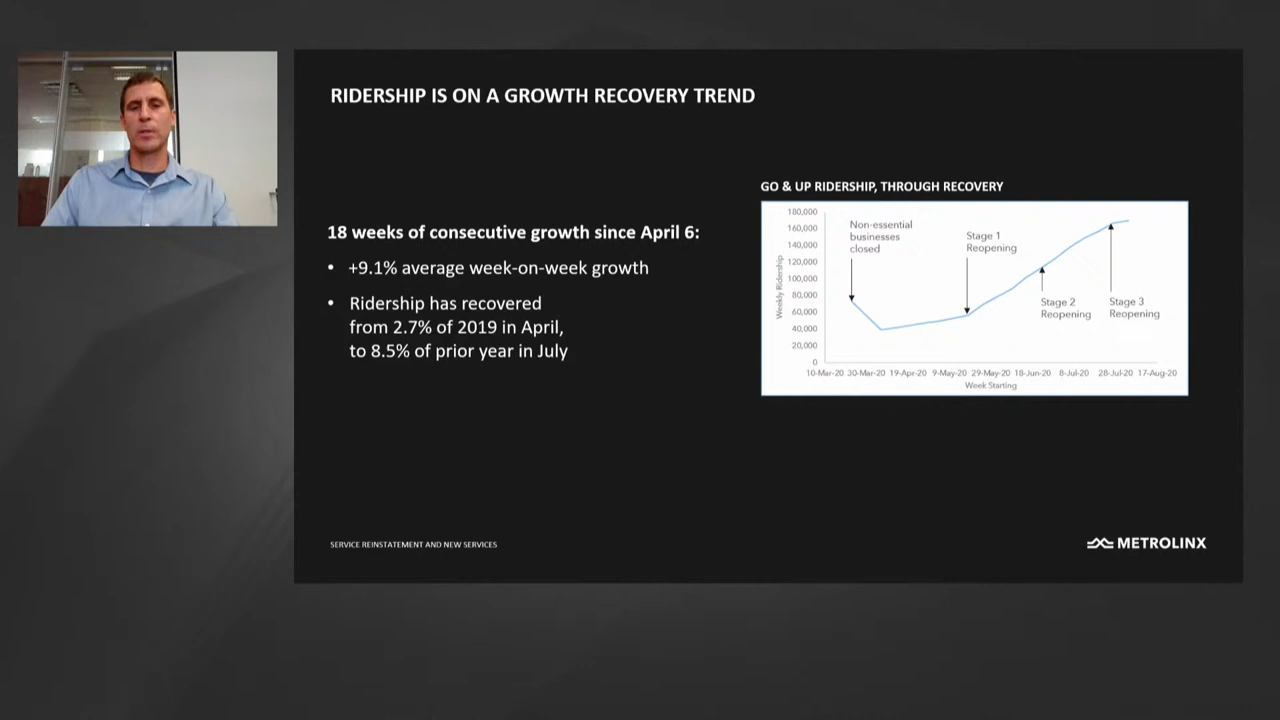 RIDERSHIP IS ON A GROWTH RECOVERY TREND
18 weeks of consecutive growth since April 6:
• +9.1% average week-on-week growth
• Ridership has recovered
from 2.7% of 2019 in April,
to 8.5% of prior year in July
GO & UP RIDERSHIP, THROUGH RECOVERY
Weekly Ridership
180,000
160,000
140,000
120,000
100,000
80,000
60,000
40,000
20,000
0
Non-essential
businesses
closed
Stage 1
Reopening
Stage 2
Reopening
Stage 3
Reopening
10-Mar-20 30-Mar-20 19-Apr-20 9-May-20 29-May-20 18-Jun-20 8-Jul-20 28-Jul-20 17-Aug-20
Week Starting
SERVICE REINSTATEMENT AND NEW SERVICES
METROLINX